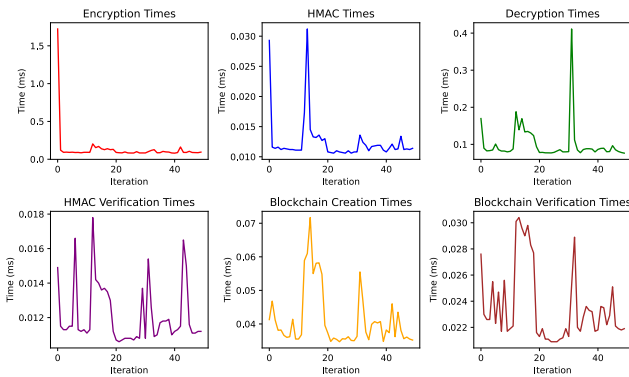 Encryption Times
Time (ms)
1.5
1.0
0.5
0.0
0 20 40
Iteration
HMAC Times
Time (ms)
0.030
0.025
0.020
0.015
0.010
0 20 40
Iteration
Decryption Times
Time (ms)
0.4
0.3
0.2
0.1
0 20 40
Iteration
HMAC Verification Times
Time (ms)
0.018
0.016
0.014
0.012
0 20 40
Iteration
Blockchain Creation Times
Time (ms)
0.07
0.06
0.05
0.04
0 20 40
Iteration
Blockchain Verification Times
Time (ms)
0.030
0.028
0.026
0.024
0.022
0 20 40
Iteration